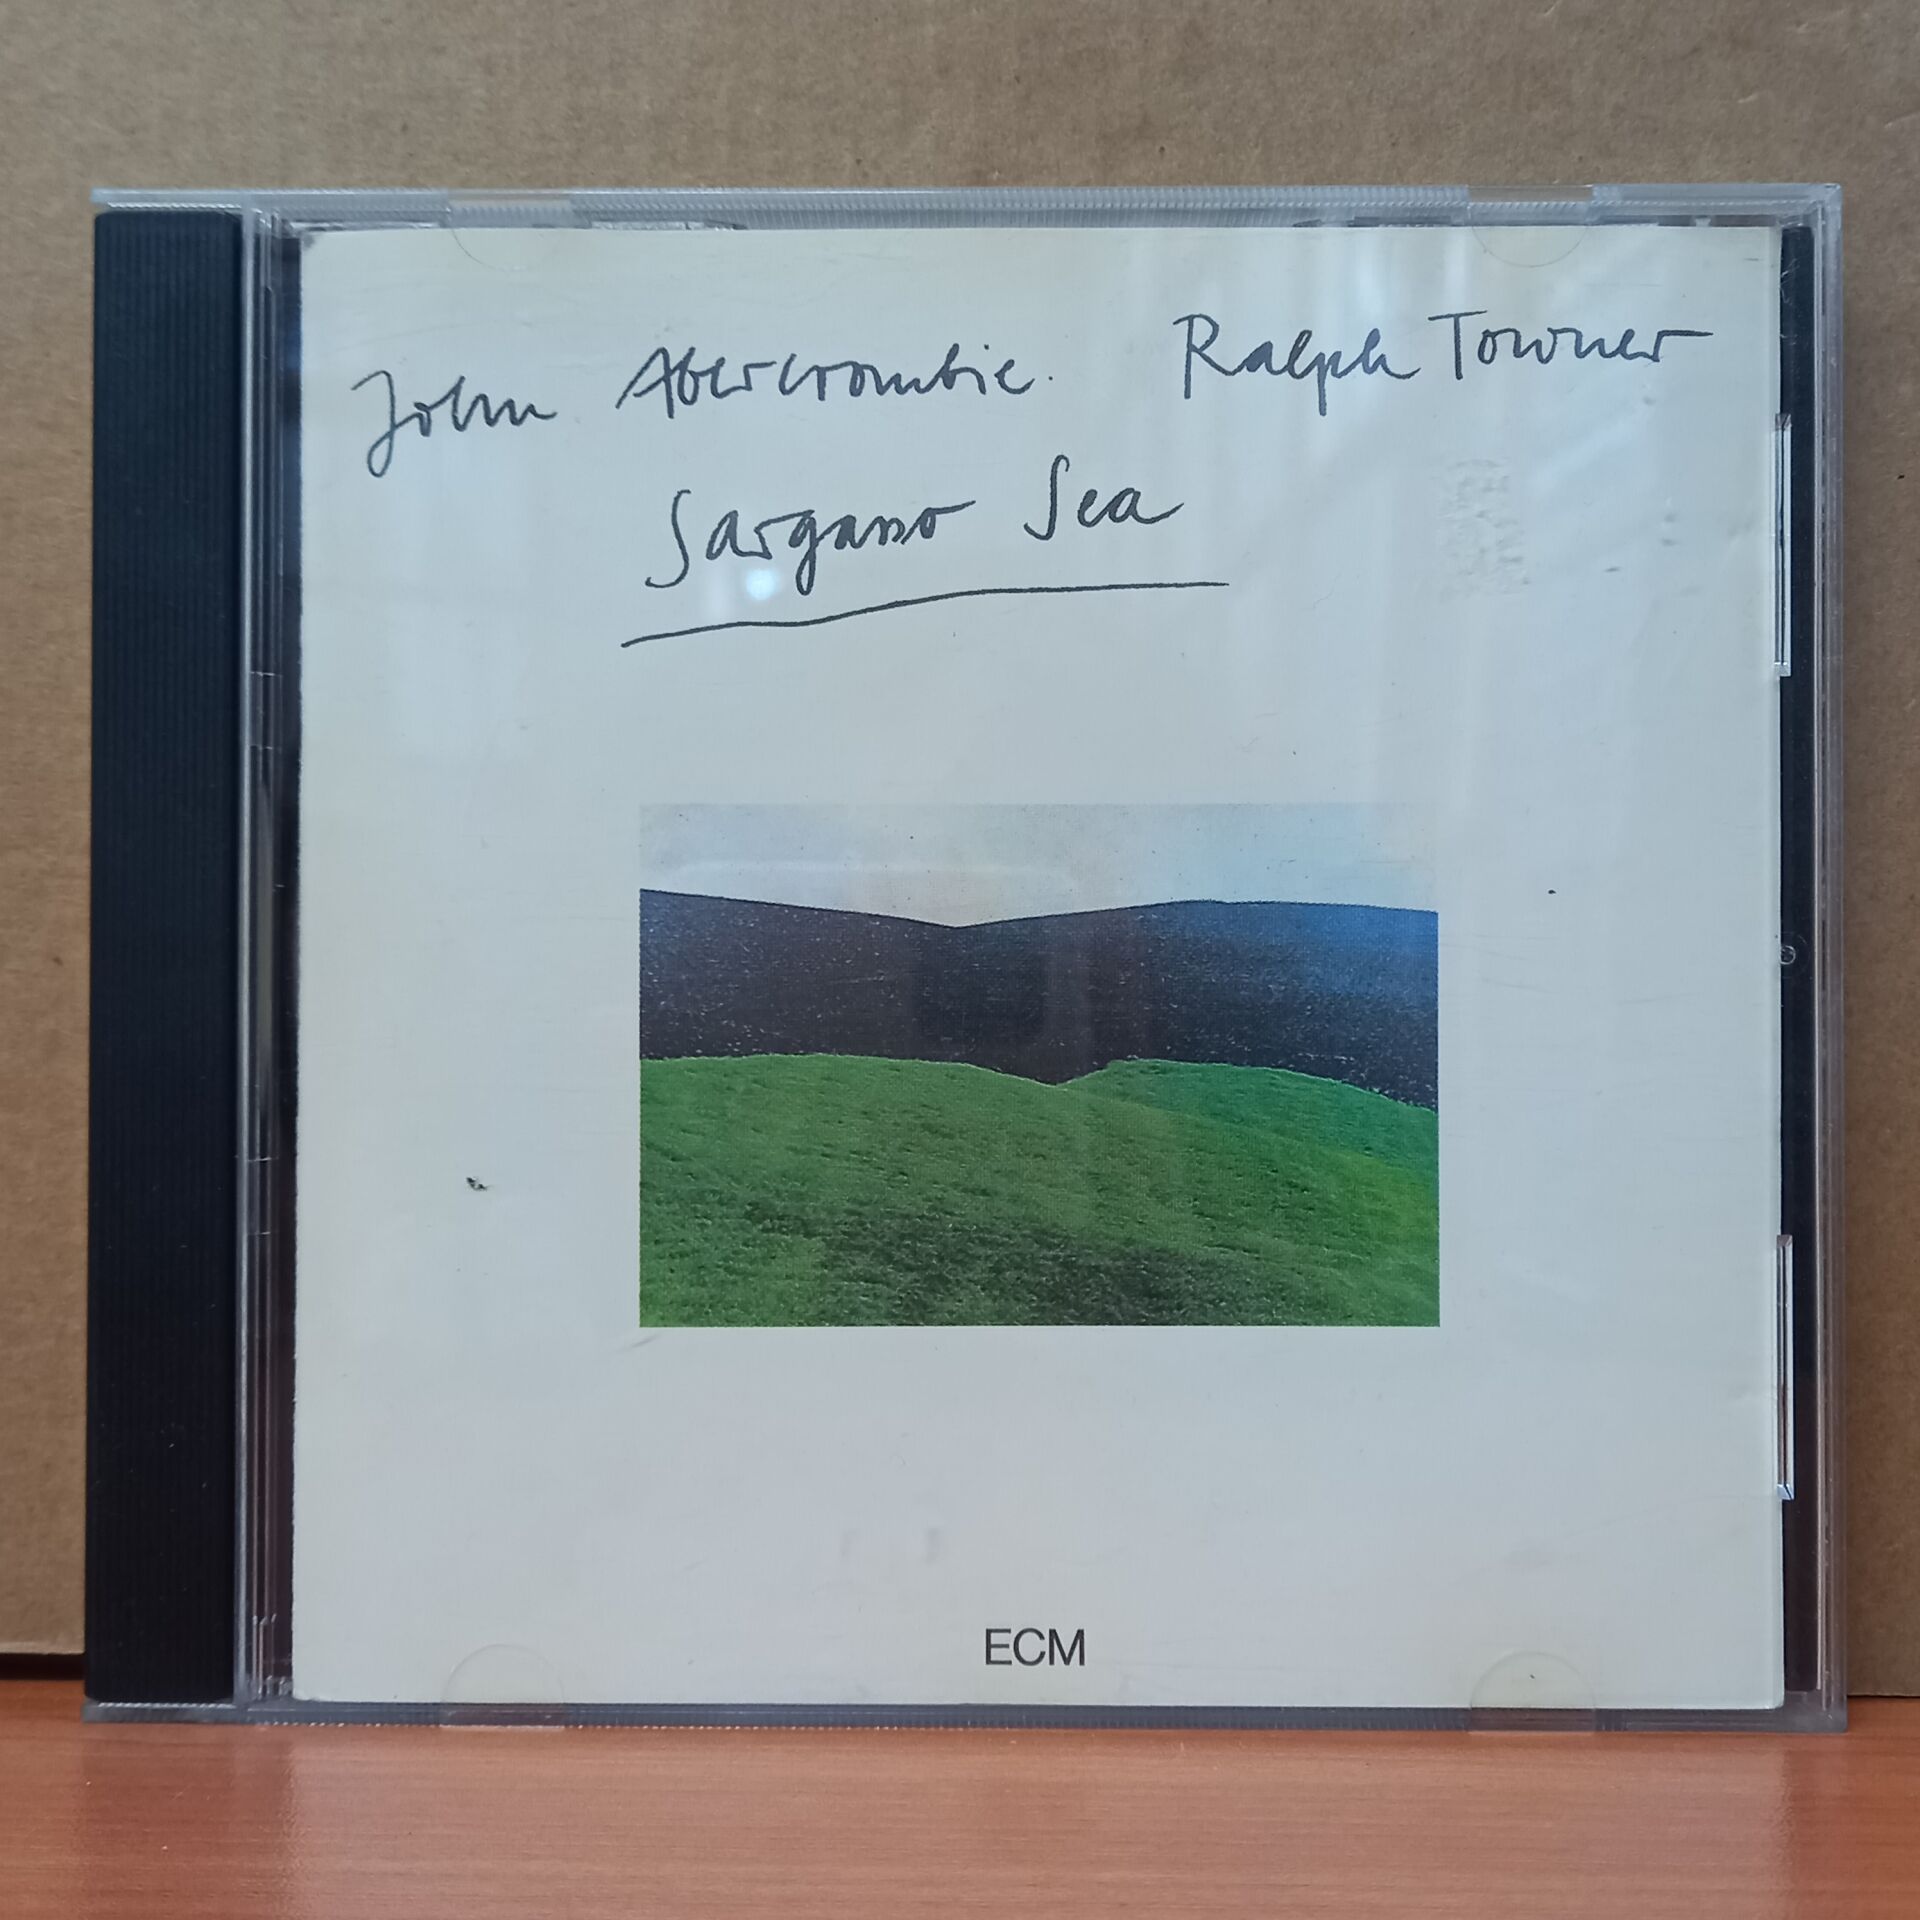 John Abercrombie. Ralph Towner
Sargasso Sea
ECM